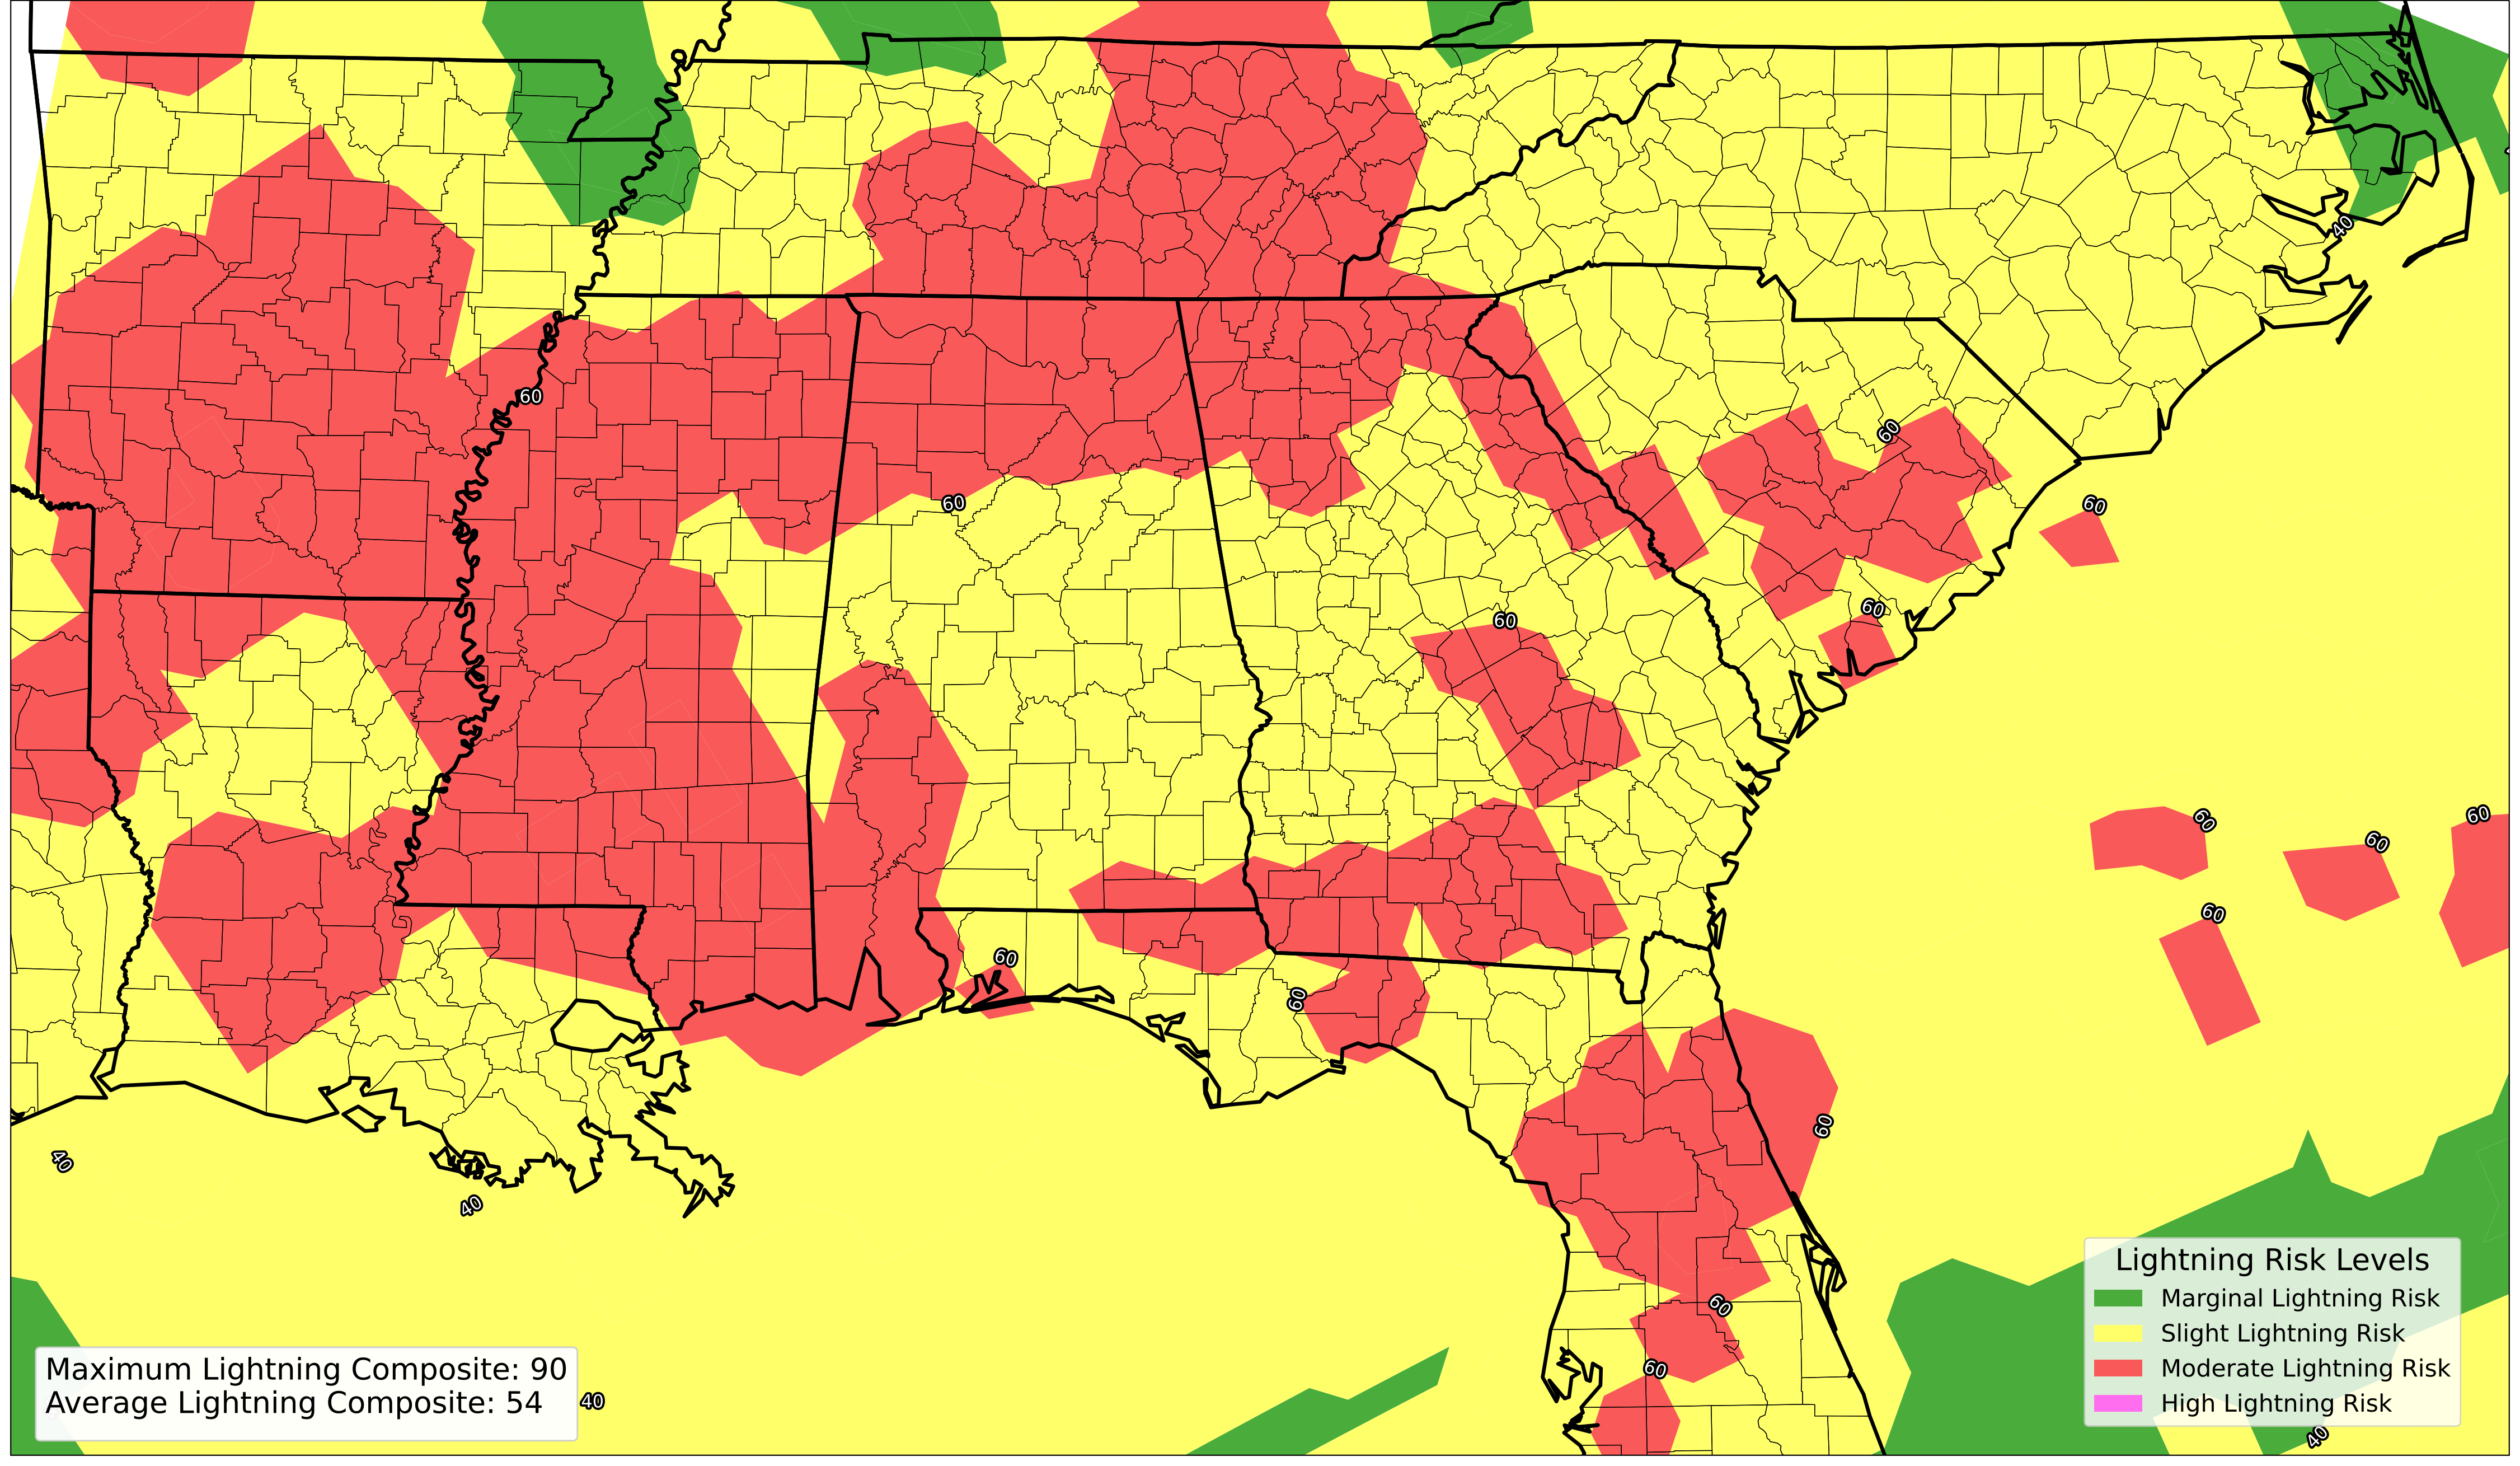 40
60
60
60
60
60
60
60
60
60
60
60
60
60
40
40
60
60
40
40
Lightning Risk Levels
Marginal Lightning Risk
Slight Lightning Risk
Moderate Lightning Risk
High Lightning Risk
Maximum Lightning Composite: 90
Average Lightning Composite: 54